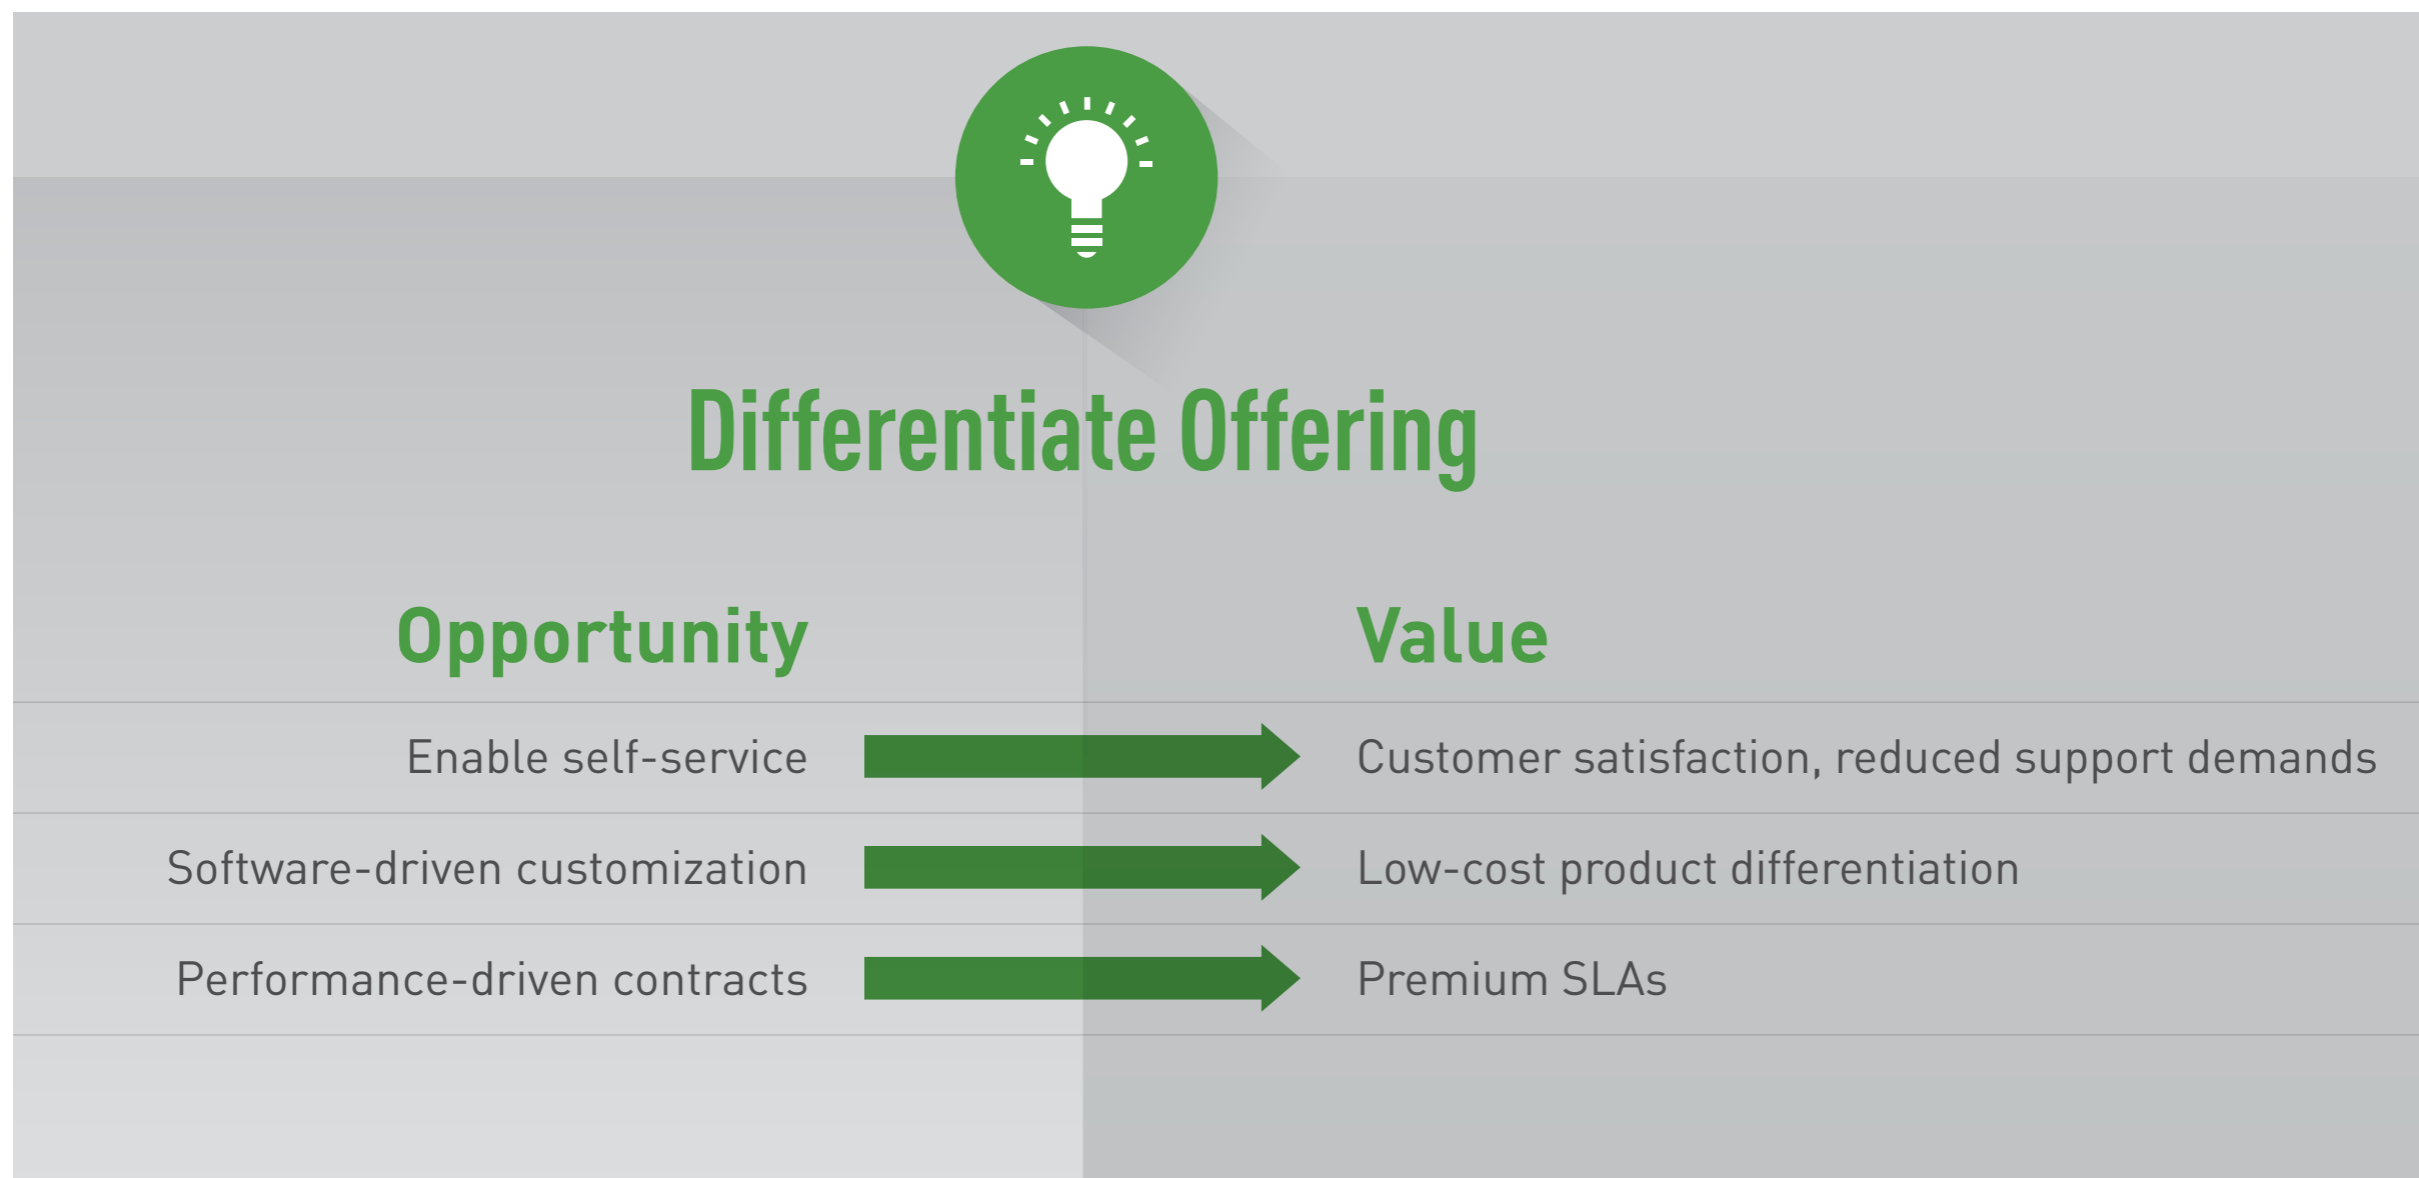 Differentiate Offering
Opportunity Value
Enable self-service Customer satisfaction, reduced support demands
Software-driven customization Low-cost product differentiation
Performance-driven contracts Premium SLAs